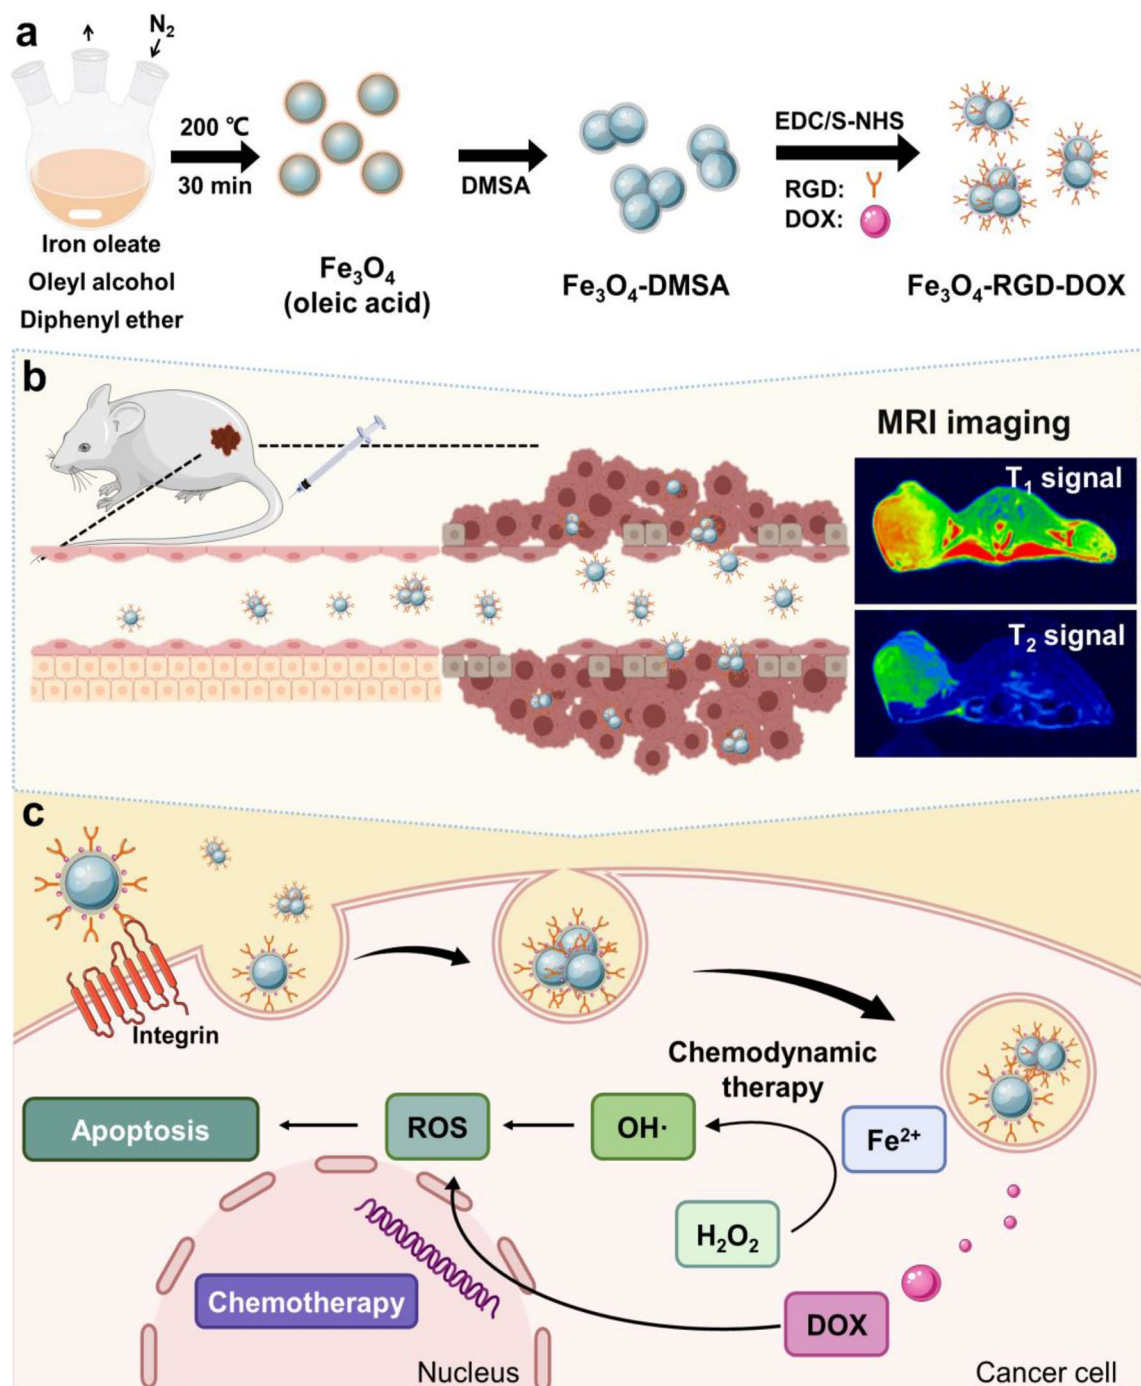 a
N₂
200 ℃
30 min
Iron oleate
Oleyl alcohol
Diphenyl ether
Fe₃O₄
(oleic acid)
DMSA
Fe₃O₄-DMSA
EDC/S-NHS
RGD:
DOX:
Fe₃O₄-RGD-DOX
b
MRI imaging
T₁ signal
T₂ signal
c
Integrin
Chemodynamic
therapy
Apoptosis
ROS
OH·
Fe²⁺
H₂O₂
Chemotherapy
DOX
Nucleus
Cancer cell